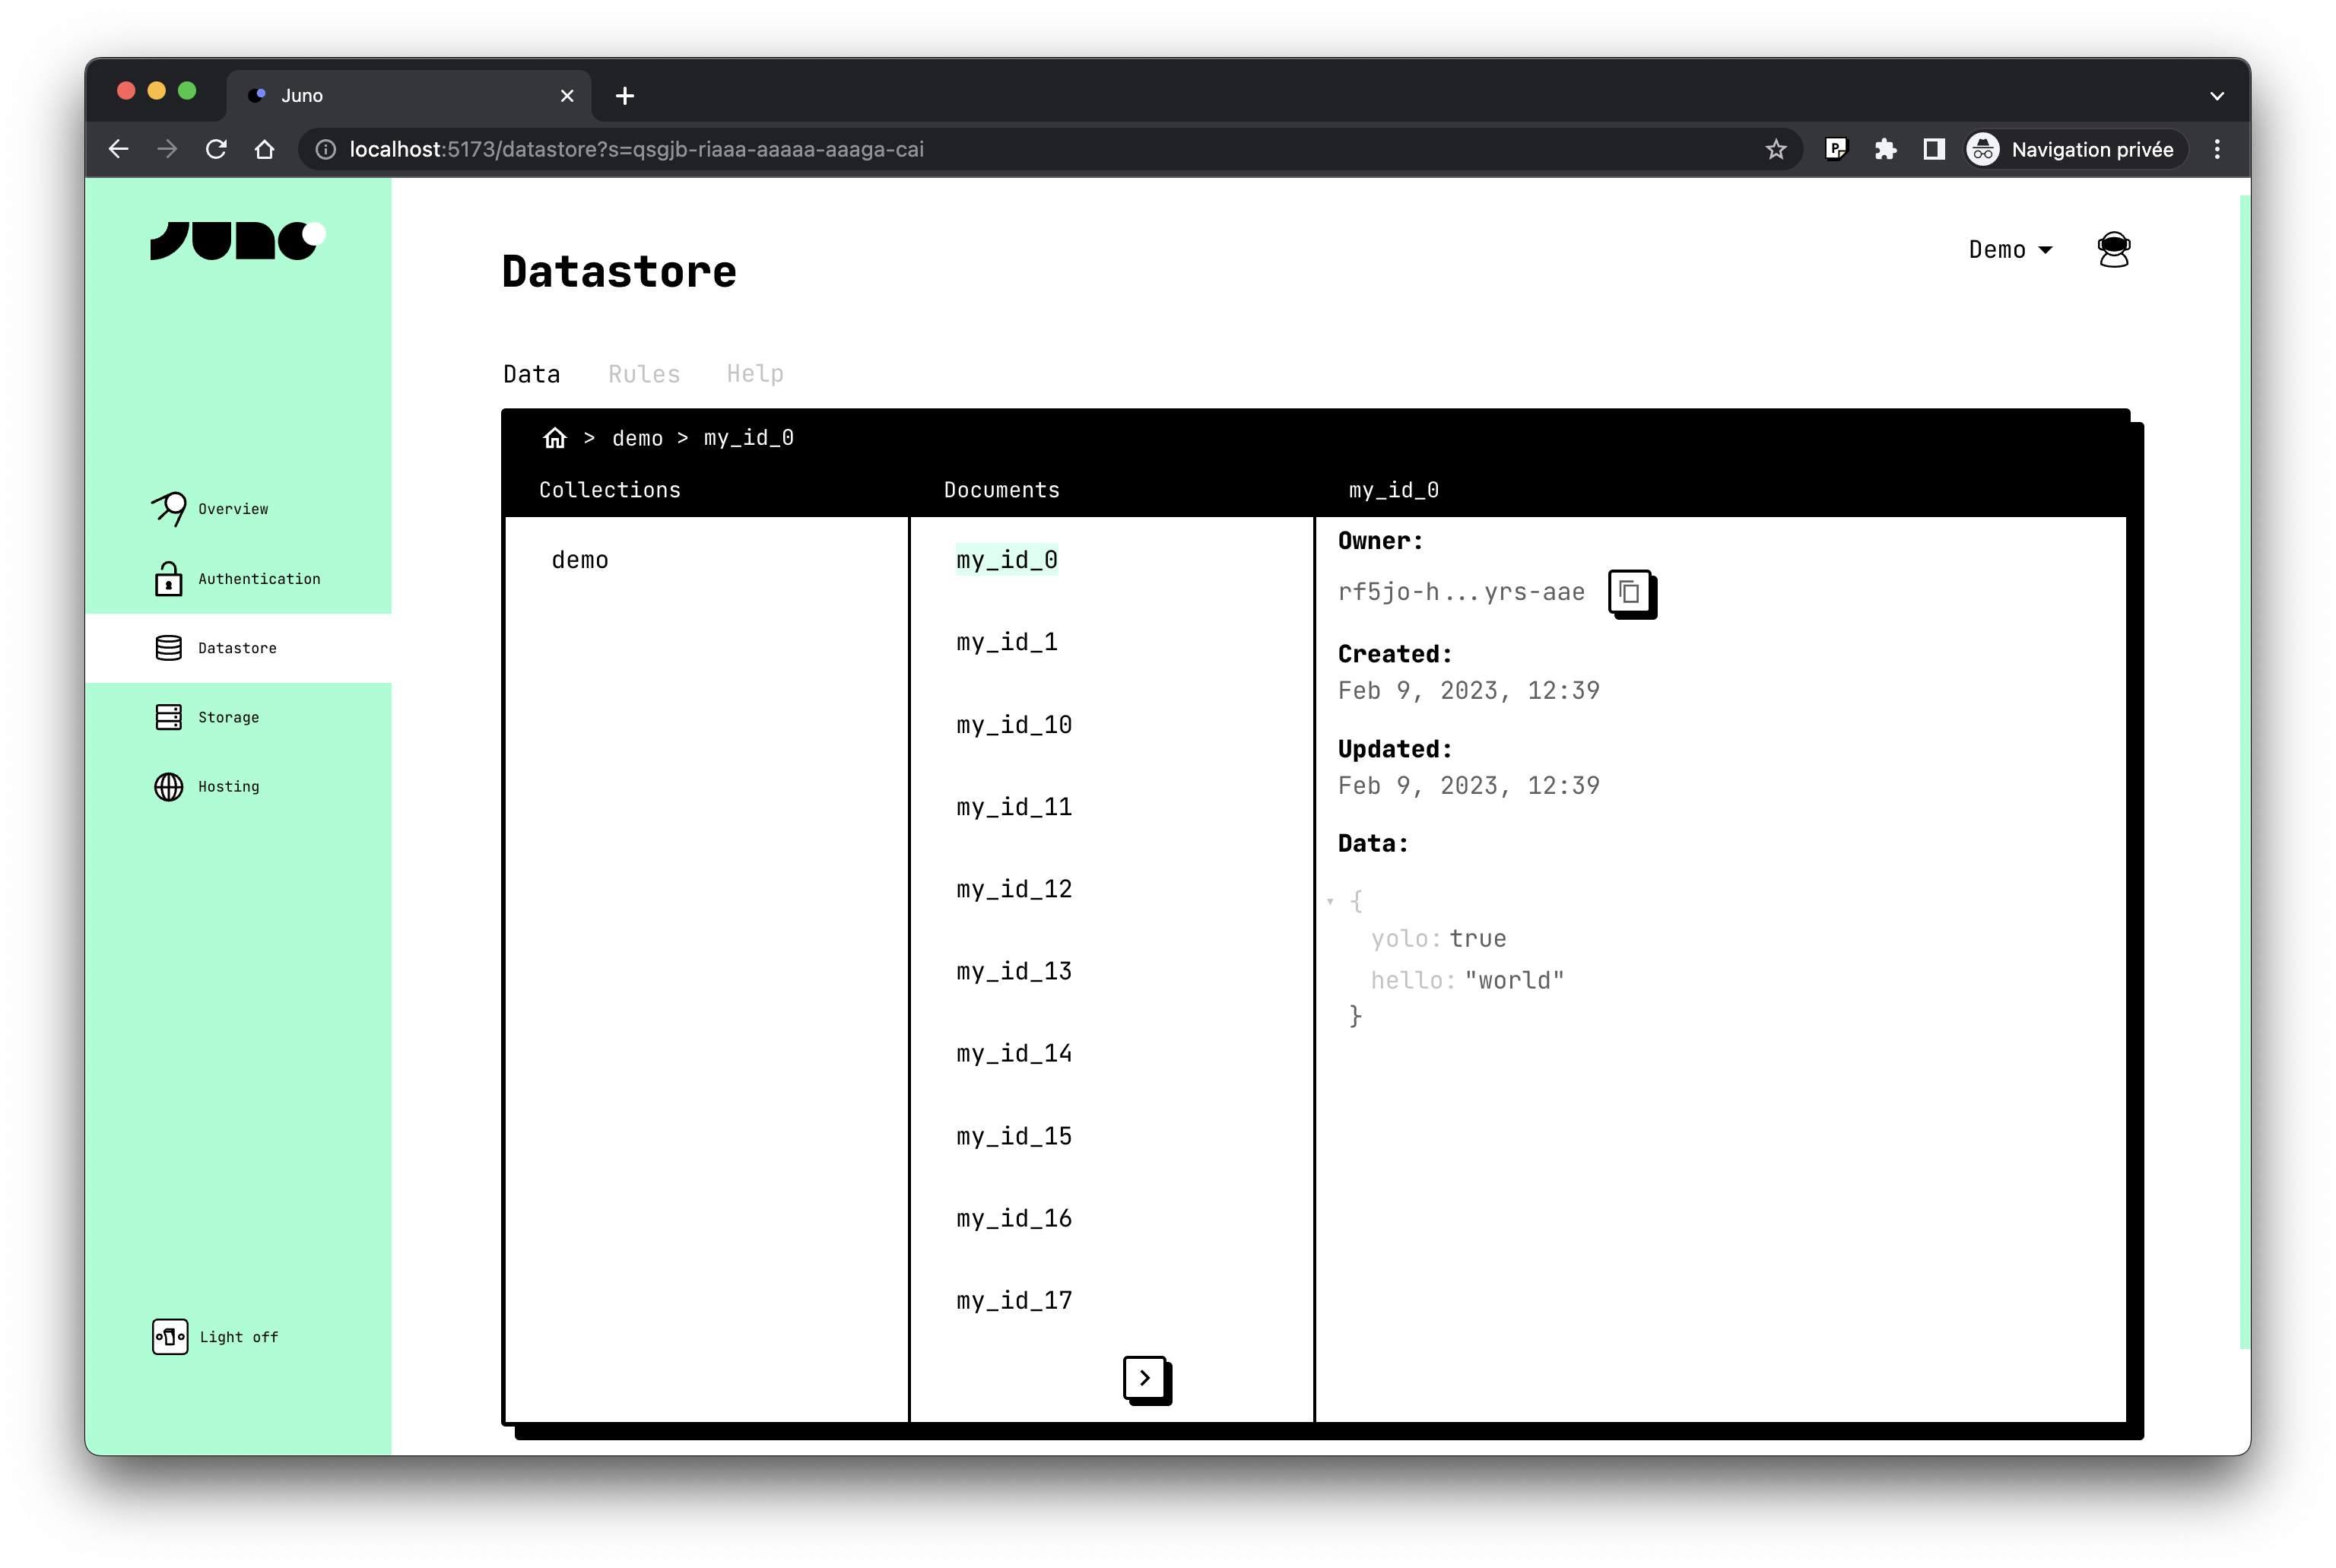 Juno
localhost:5173/datastore?s=qsgjb-riaaa-aaaaa-aaaga-cai
Navigation privée
JUNO
Datastore
Demo
Data Rules Help
> demo > my_id_0
Collections Documents my_id_0
Overview
Authentication
Datastore
Storage
Hosting
Light off
demo
my_id_0
my_id_1
my_id_10
my_id_11
my_id_12
my_id_13
my_id_14
my_id_15
my_id_16
my_id_17
>
Owner:
rf5jo-h...yrs-aae
Created:
Feb 9, 2023, 12:39
Updated:
Feb 9, 2023, 12:39
Data:
{
yolo: true
hello: "world"
}